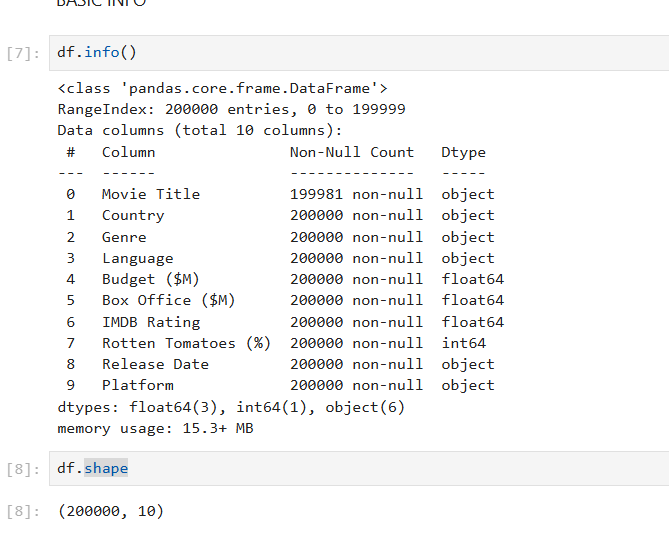 BASIC INFO
[7]: df.info()
<class 'pandas.core.frame.DataFrame'>
RangeIndex: 200000 entries, 0 to 199999
Data columns (total 10 columns):
 #   Column               Non-Null Count   Dtype
---  ------               --------------   -----
 0   Movie Title          199981 non-null  object
 1   Country              200000 non-null  object
 2   Genre                200000 non-null  object
 3   Language             200000 non-null  object
 4   Budget ($M)          200000 non-null  float64
 5   Box Office ($M)      200000 non-null  float64
 6   IMDB Rating          200000 non-null  float64
 7   Rotten Tomatoes (%)  200000 non-null  int64
 8   Release Date         200000 non-null  object
 9   Platform             200000 non-null  object
dtypes: float64(3), int64(1), object(6)
memory usage: 15.3+ MB
[8]: df.shape
[8]: (200000, 10)